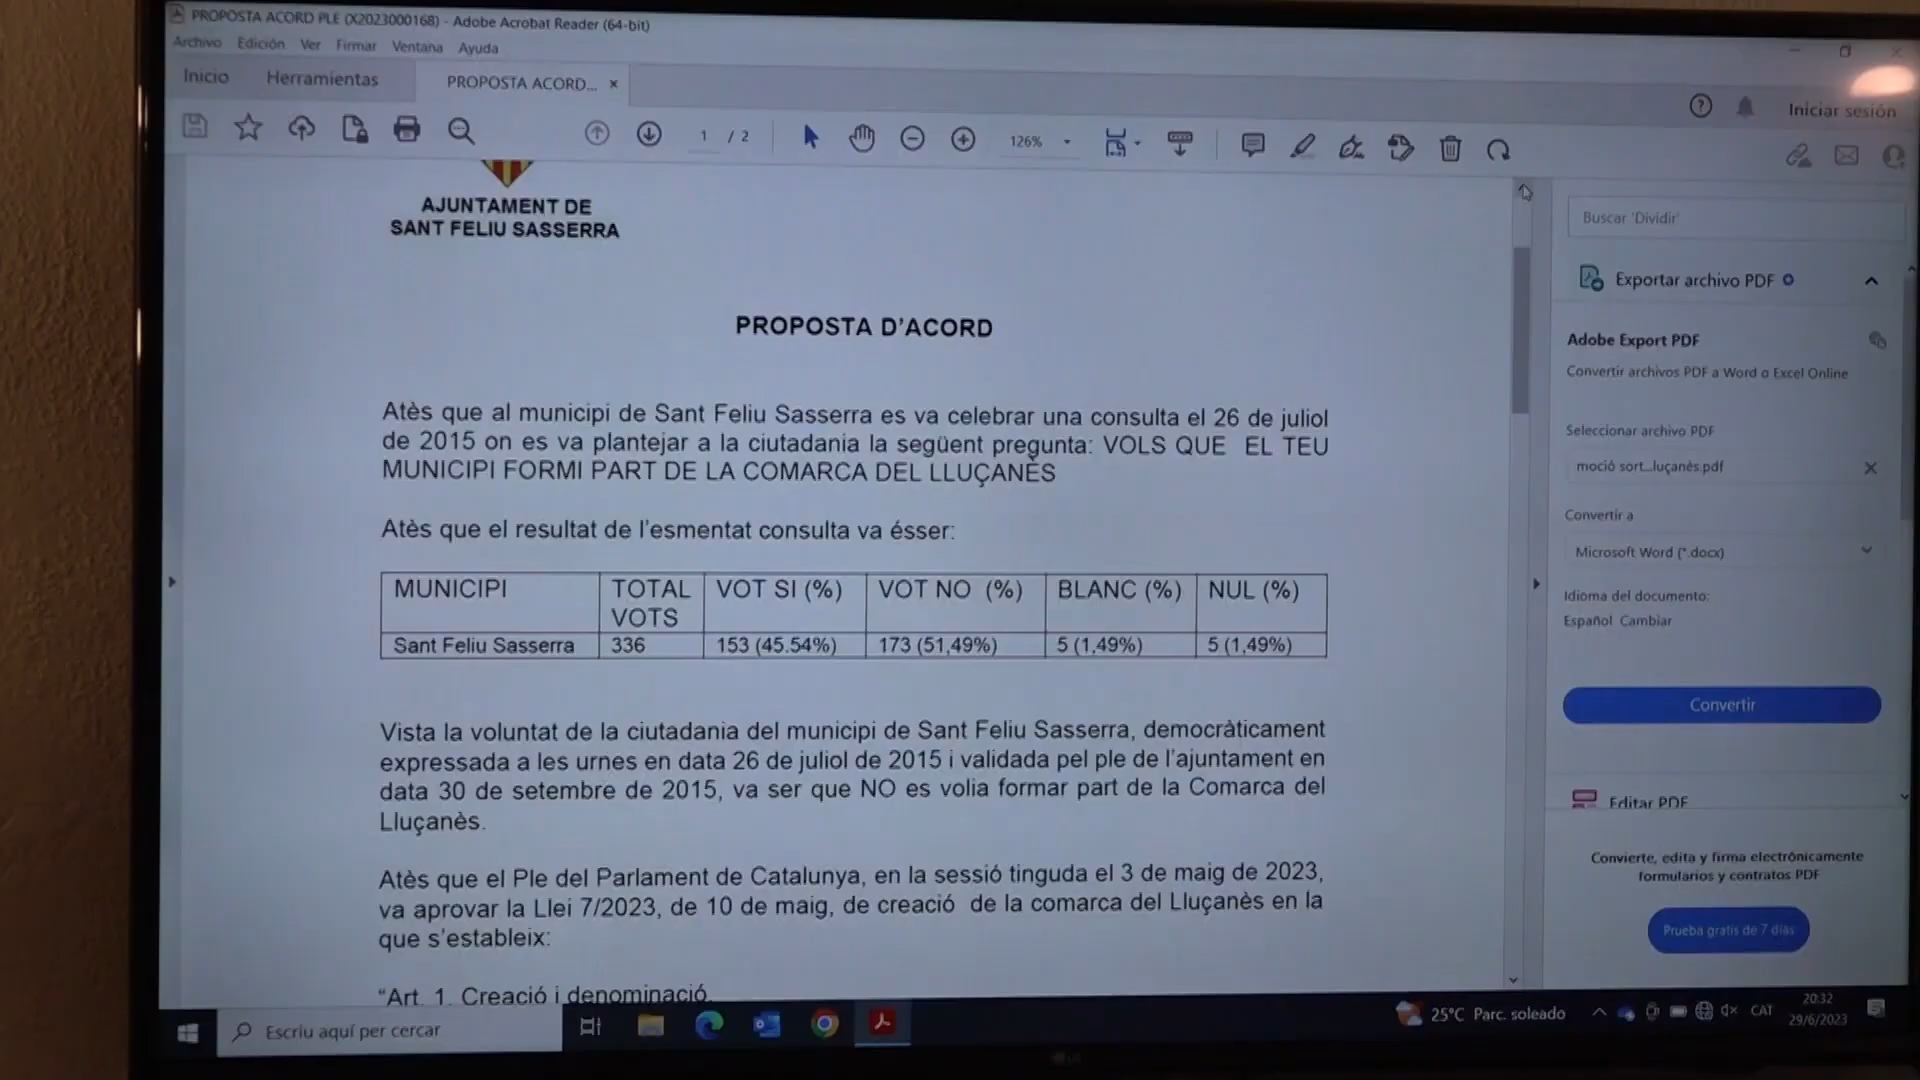 PROPOSTA ACORD PLE (X2023000168) - Adobe Acrobat Reader (64-bit)
Archivo Edición Ver Firmar Ventana Ayuda
Inicio Herramientas PROPOSTA ACORD... ×
Iniciar sesión
1 / 2 126%
AJUNTAMENT DE
SANT FELIU SASSERRA
PROPOSTA D'ACORD
Atès que al municipi de Sant Feliu Sasserra es va celebrar una consulta el 26 de juliol
de 2015 on es va plantejar a la ciutadania la següent pregunta: VOLS QUE EL TEU
MUNICIPI FORMI PART DE LA COMARCA DEL LLUÇANÈS
Atès que el resultat de l'esmentat consulta va ésser:
MUNICIPI TOTAL VOT SI (%) VOT NO (%) BLANC (%) NUL (%)
VOTS
Sant Feliu Sasserra 336 153 (45.54%) 173 (51,49%) 5 (1,49%) 5 (1,49%)
Vista la voluntat de la ciutadania del municipi de Sant Feliu Sasserra, democràticament
expressada a les urnes en data 26 de juliol de 2015 i validada pel ple de l'ajuntament en
data 30 de setembre de 2015, va ser que NO es volia formar part de la Comarca del
Lluçanès.
Atès que el Ple del Parlament de Catalunya, en la sessió tinguda el 3 de maig de 2023,
va aprovar la Llei 7/2023, de 10 de maig, de creació de la comarca del Lluçanès en la
que s'estableix:
"Art. 1. Creació i denominació.
Buscar 'Dividir'
Exportar archivo PDF
Adobe Export PDF
Convertir archivos PDF a Word o Excel Online
Seleccionar archivo PDF
moció sort...luçanès.pdf
Convertir a
Microsoft Word (*.docx)
Idioma del documento:
Español Cambiar
Convertir
Editar PDF
Convierte, edita y firma electrónicamente
formularios y contratos PDF
Prueba gratis de 7 días
Escriu aquí per cercar
25°C Parc. soleado CAT 20:32
29/6/2023
LG